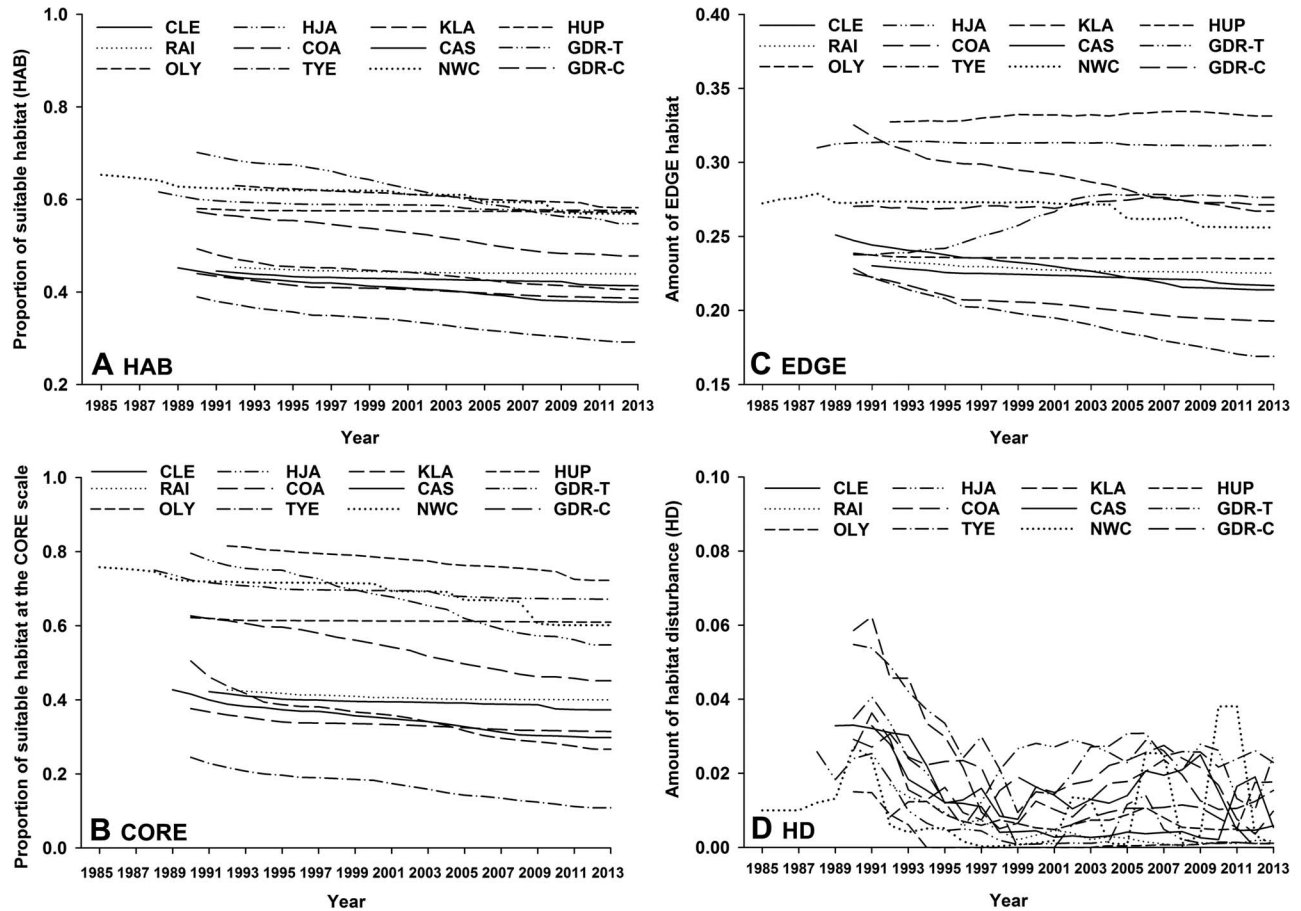 Proportion of suitable habitat (HAB)
1.0
0.8
0.6
0.4
0.2
CLE HJA KLA HUP
RAI COA CAS GDR-T
OLY TYE NWC GDR-C
A HAB
1985 1987 1989 1991 1993 1995 1997 1999 2001 2003 2005 2007 2009 2011 2013
Year
Amount of EDGE habitat
0.40
0.35
0.30
0.25
0.20
0.15
CLE HJA KLA HUP
RAI COA CAS GDR-T
OLY TYE NWC GDR-C
C EDGE
1985 1987 1989 1991 1993 1995 1997 1999 2001 2003 2005 2007 2009 2011 2013
Year
Proportion of suitable habitat at the CORE scale
1.0
0.8
0.6
0.4
0.2
0.0
CLE HJA KLA HUP
RAI COA CAS GDR-T
OLY TYE NWC GDR-C
B CORE
1985 1987 1989 1991 1993 1995 1997 1999 2001 2003 2005 2007 2009 2011 2013
Year
Amount of habitat disturbance (HD)
0.10
0.08
0.06
0.04
0.02
0.00
CLE HJA KLA HUP
RAI COA CAS GDR-T
OLY TYE NWC GDR-C
D HD
1985 1987 1989 1991 1993 1995 1997 1999 2001 2003 2005 2007 2009 2011 2013
Year